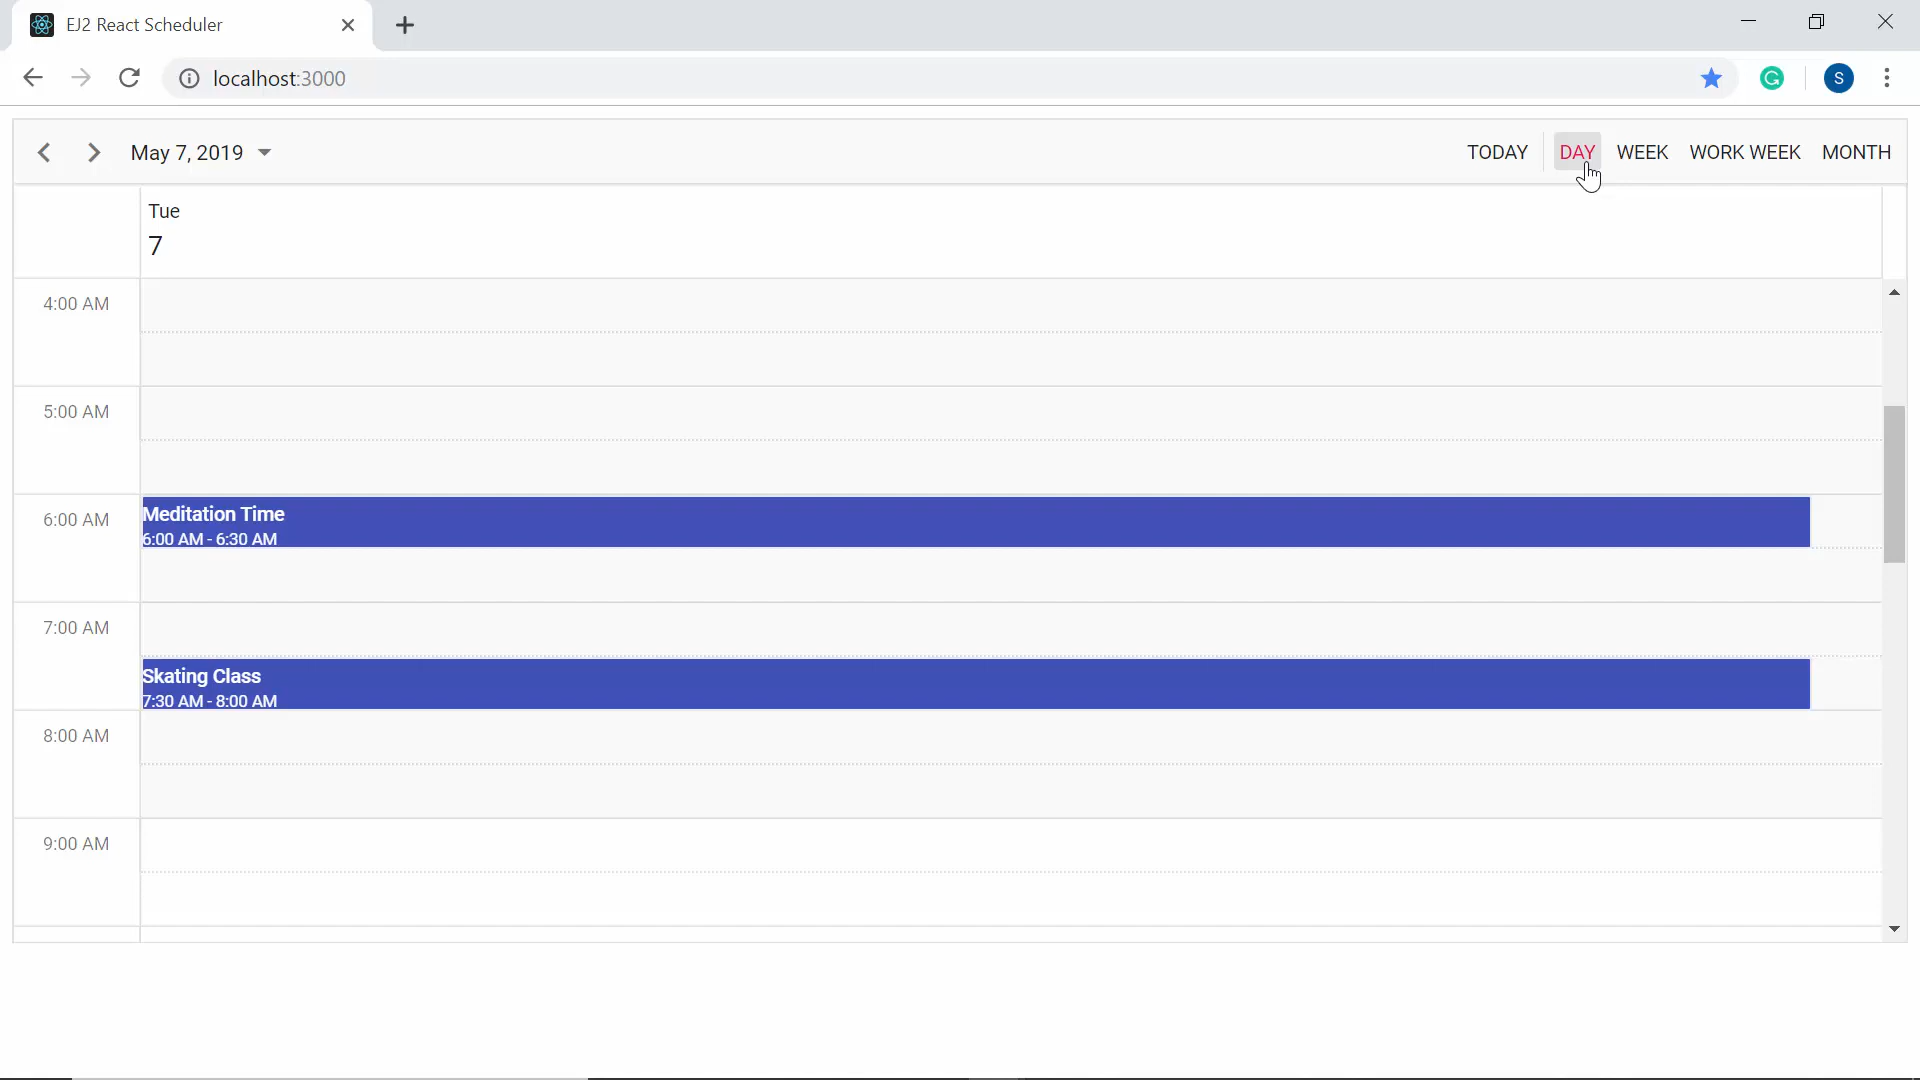 EJ2 React Scheduler
localhost:3000
S
May 7, 2019
TODAY DAY WEEK WORK WEEK MONTH
Tue
7
4:00 AM
5:00 AM
6:00 AM
Meditation Time
6:00 AM - 6:30 AM
7:00 AM
Skating Class
7:30 AM - 8:00 AM
8:00 AM
9:00 AM